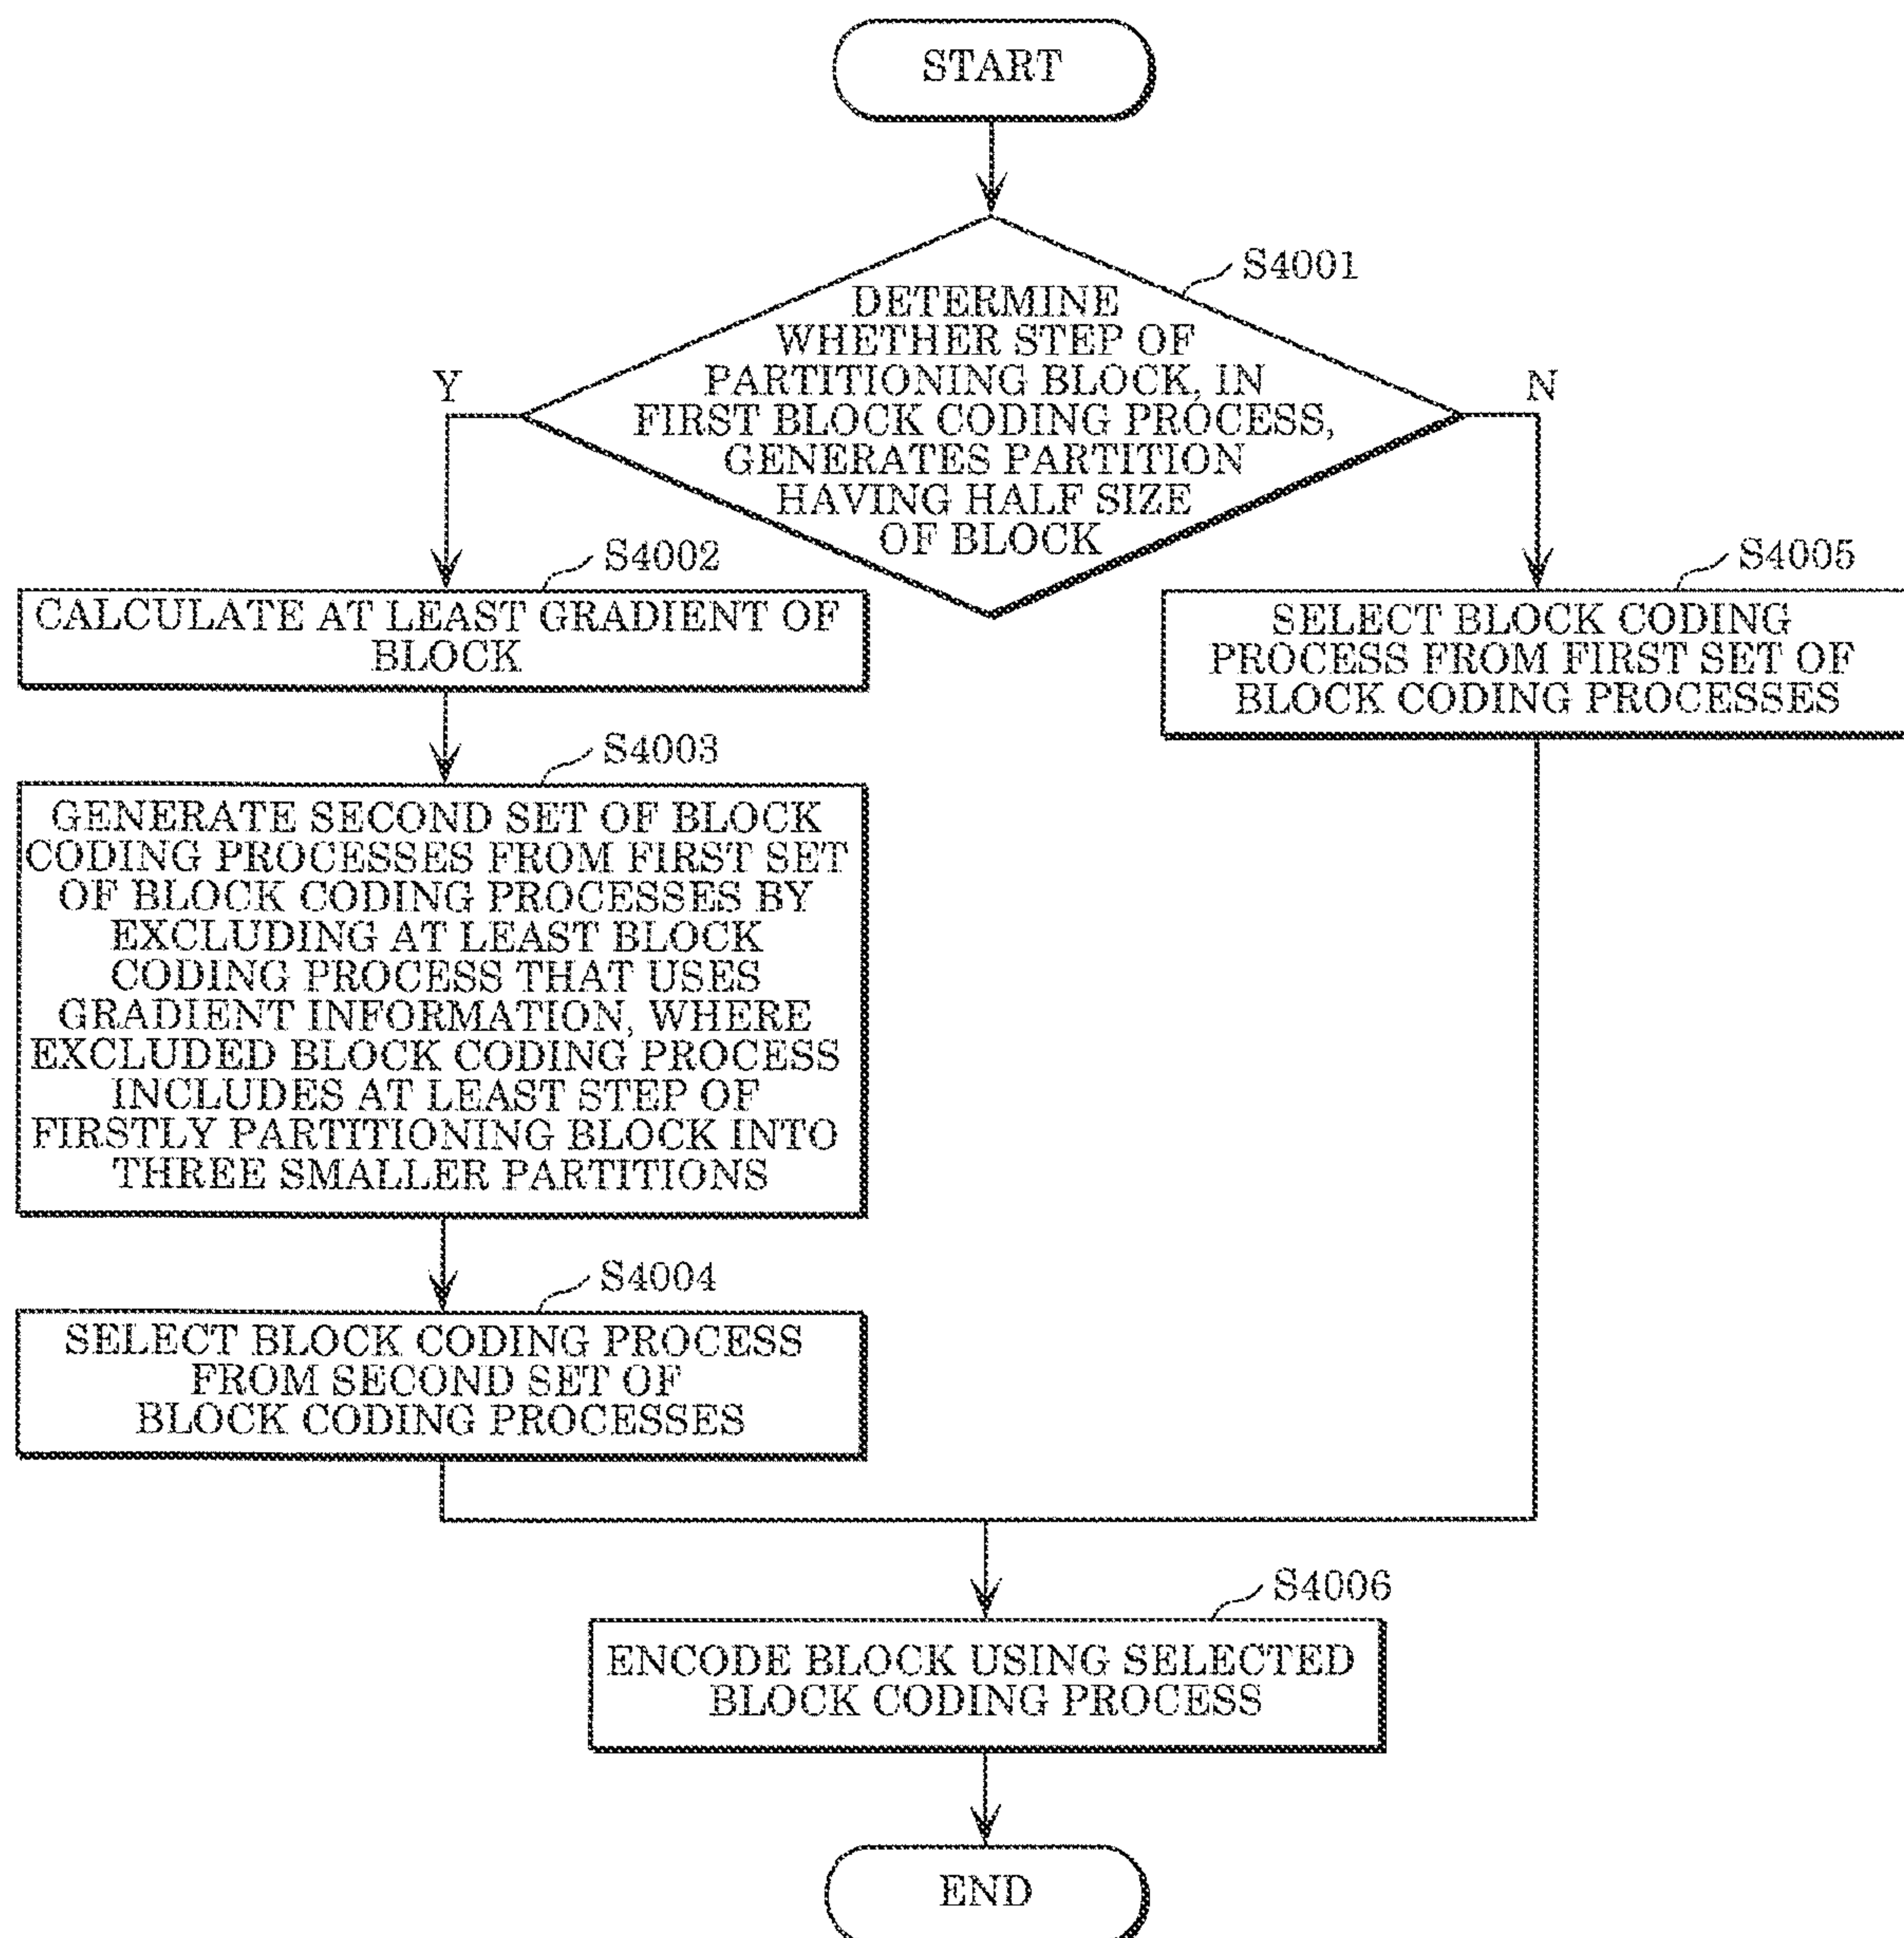 START
S4001
DETERMINE
WHETHER STEP OF
PARTITIONING BLOCK, IN
FIRST BLOCK CODING PROCESS,
GENERATES PARTITION
HAVING HALF SIZE
OF BLOCK
Y
N
S4002
CALCULATE AT LEAST GRADIENT OF
BLOCK
S4005
SELECT BLOCK CODING
PROCESS FROM FIRST SET OF
BLOCK CODING PROCESSES
S4003
GENERATE SECOND SET OF BLOCK
CODING PROCESSES FROM FIRST SET
OF BLOCK CODING PROCESSES BY
EXCLUDING AT LEAST BLOCK
CODING PROCESS THAT USES
GRADIENT INFORMATION, WHERE
EXCLUDED BLOCK CODING PROCESS
INCLUDES AT LEAST STEP OF
FIRSTLY PARTITIONING BLOCK INTO
THREE SMALLER PARTITIONS
S4004
SELECT BLOCK CODING PROCESS
FROM SECOND SET OF
BLOCK CODING PROCESSES
S4006
ENCODE BLOCK USING SELECTED
BLOCK CODING PROCESS
END